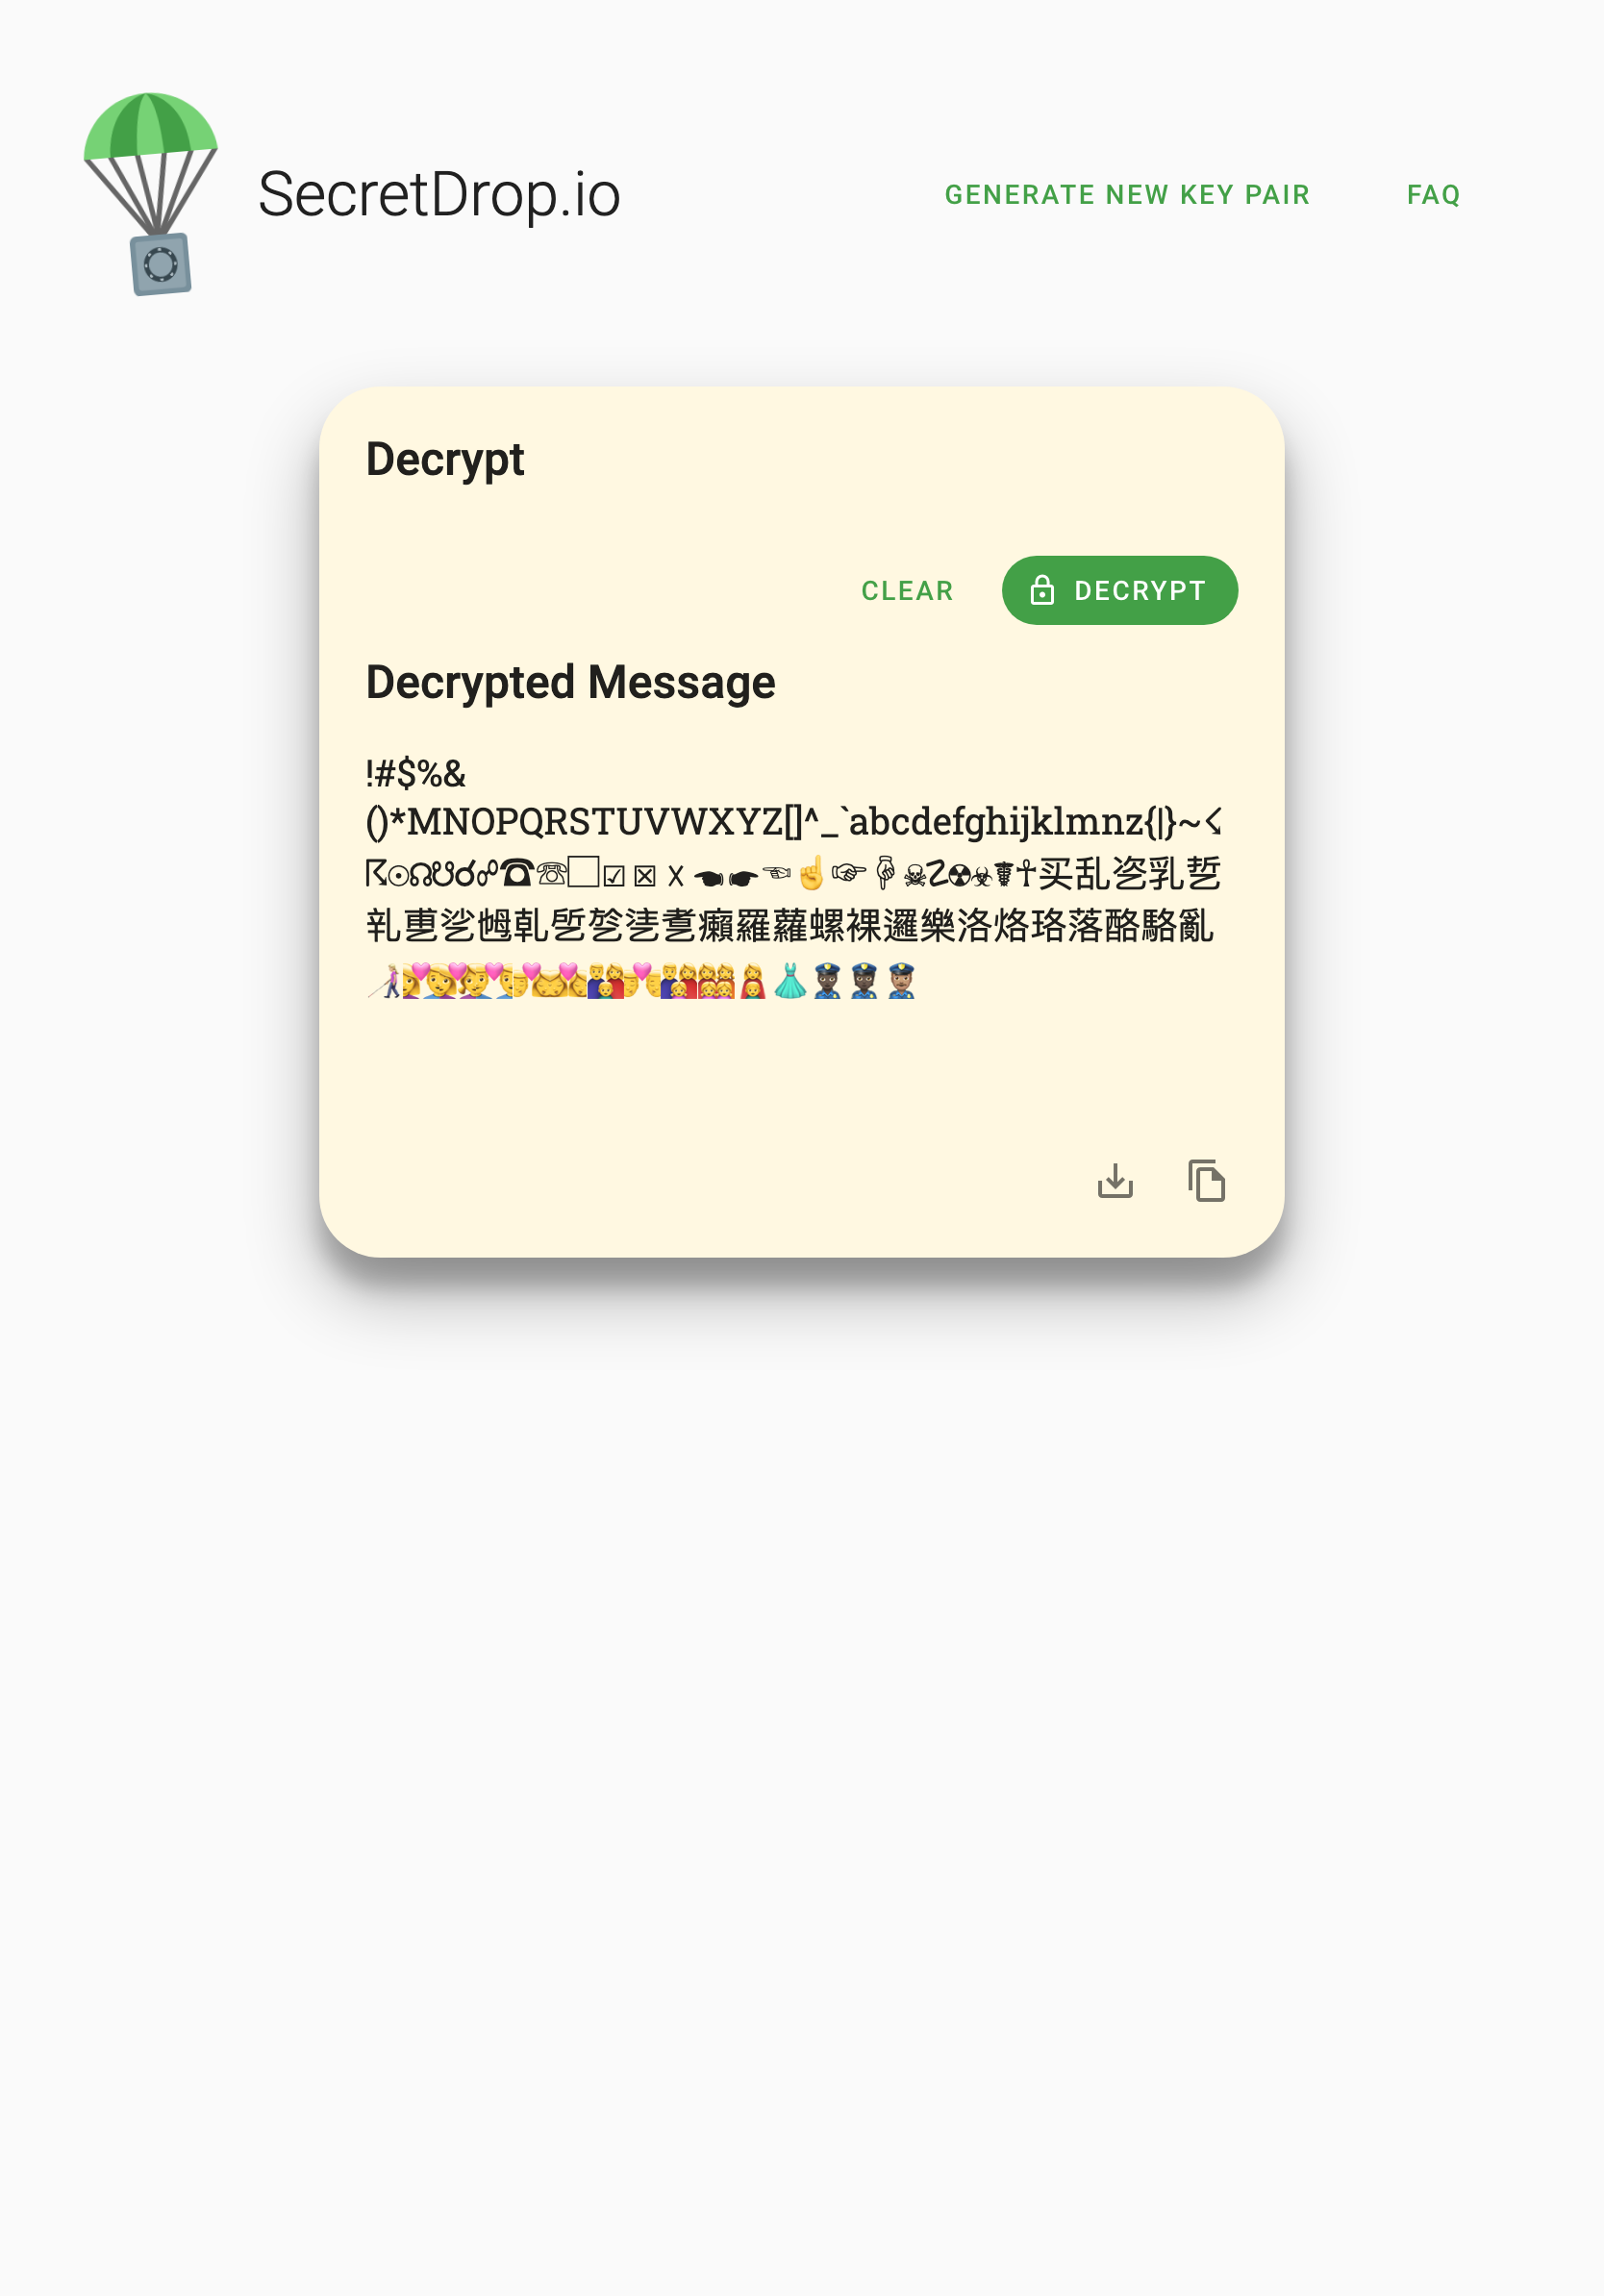 SecretDrop.io
GENERATE NEW KEY PAIR
FAQ
Decrypt
CLEAR
DECRYPT
Decrypted Message
!#$%&
()*MNOPQRSTUVWXYZ[]^_`abcdefghijklmnz{|}~☇
☈☉☊☋☌☍☎☏☐☑☒☓☚☛☜☝☞☟☠☡☢☣☤☥买乱乲乳乴
乵乶乷乸乹乺乻乼乽癩羅蘿螺裸邏樂洛烙珞落酪駱亂